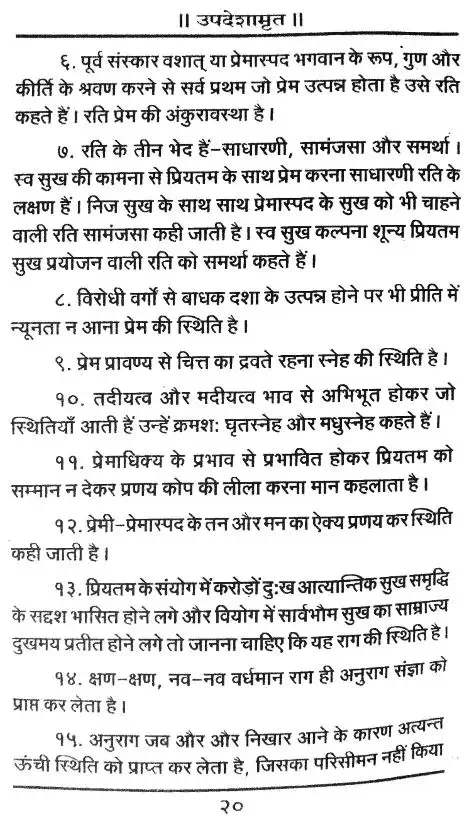 ॥ उपदेशामृत ॥
६. पूर्व संस्कार वशात् या प्रेमास्पद भगवान के रूप, गुण और
कीर्ति के श्रवण करने से सर्व प्रथम जो प्रेम उत्पन्न होता है उसे रति
कहते हैं । रति प्रेम की अंकुरावस्था है ।
७. रति के तीन भेद हैं-साधारणी, सामंजसा और समर्था ।
स्व सुख की कामना से प्रियतम के साथ प्रेम करना साधारणी रति के
लक्षण हैं । निज सुख के साथ साथ प्रेमास्पद के सुख को भी चाहने
वाली रति सामंजसा कही जाती है । स्व सुख कल्पना शून्य प्रियतम
सुख प्रयोजन वाली रति को समर्था कहते हैं ।
८. विरोधी वर्गो से बाधक दशा के उत्पन्न होने पर भी प्रीति में
न्यूनता न आना प्रेम की स्थिति है ।
९. प्रेम प्रावण्य से चित्त का द्रवते रहना स्नेह की स्थिति है ।
१०. तदीयत्व और मदीयत्व भाव से अभिभूत होकर जो
स्थितियाँ आती हैं उन्हें क्रमश: घृतस्नेह और मधुस्नेह कहते हैं ।
११. प्रेमाधिक्य के प्रभाव से प्रभावित होकर प्रियतम को
सम्मान न देकर प्रणय कोप की लीला करना मान कहलाता है ।
१२. प्रेमी-प्रेमास्पद के तन और मन का ऐक्य प्रणय कर स्थिति
कही जाती है ।
१३. प्रियतम के संयोग में करोड़ों दु:ख आत्यान्तिक सुख समृद्धि
के सद्दश भासित होने लगे और वियोग में सार्वभौम सुख का साम्राज्य
दुखमय प्रतीत होने लगे तो जानना चाहिए कि यह राग की स्थिति है ।
१४. क्षण-क्षण, नव-नव वर्धमान राग ही अनुराग संज्ञा को
प्राप्त कर लेता है ।
१५. अनुराग जब और और निखार आने के कारण अत्यन्त
ऊंची स्थिति को प्राप्त कर लेता है, जिसका परिसीमन नहीं किया
२०